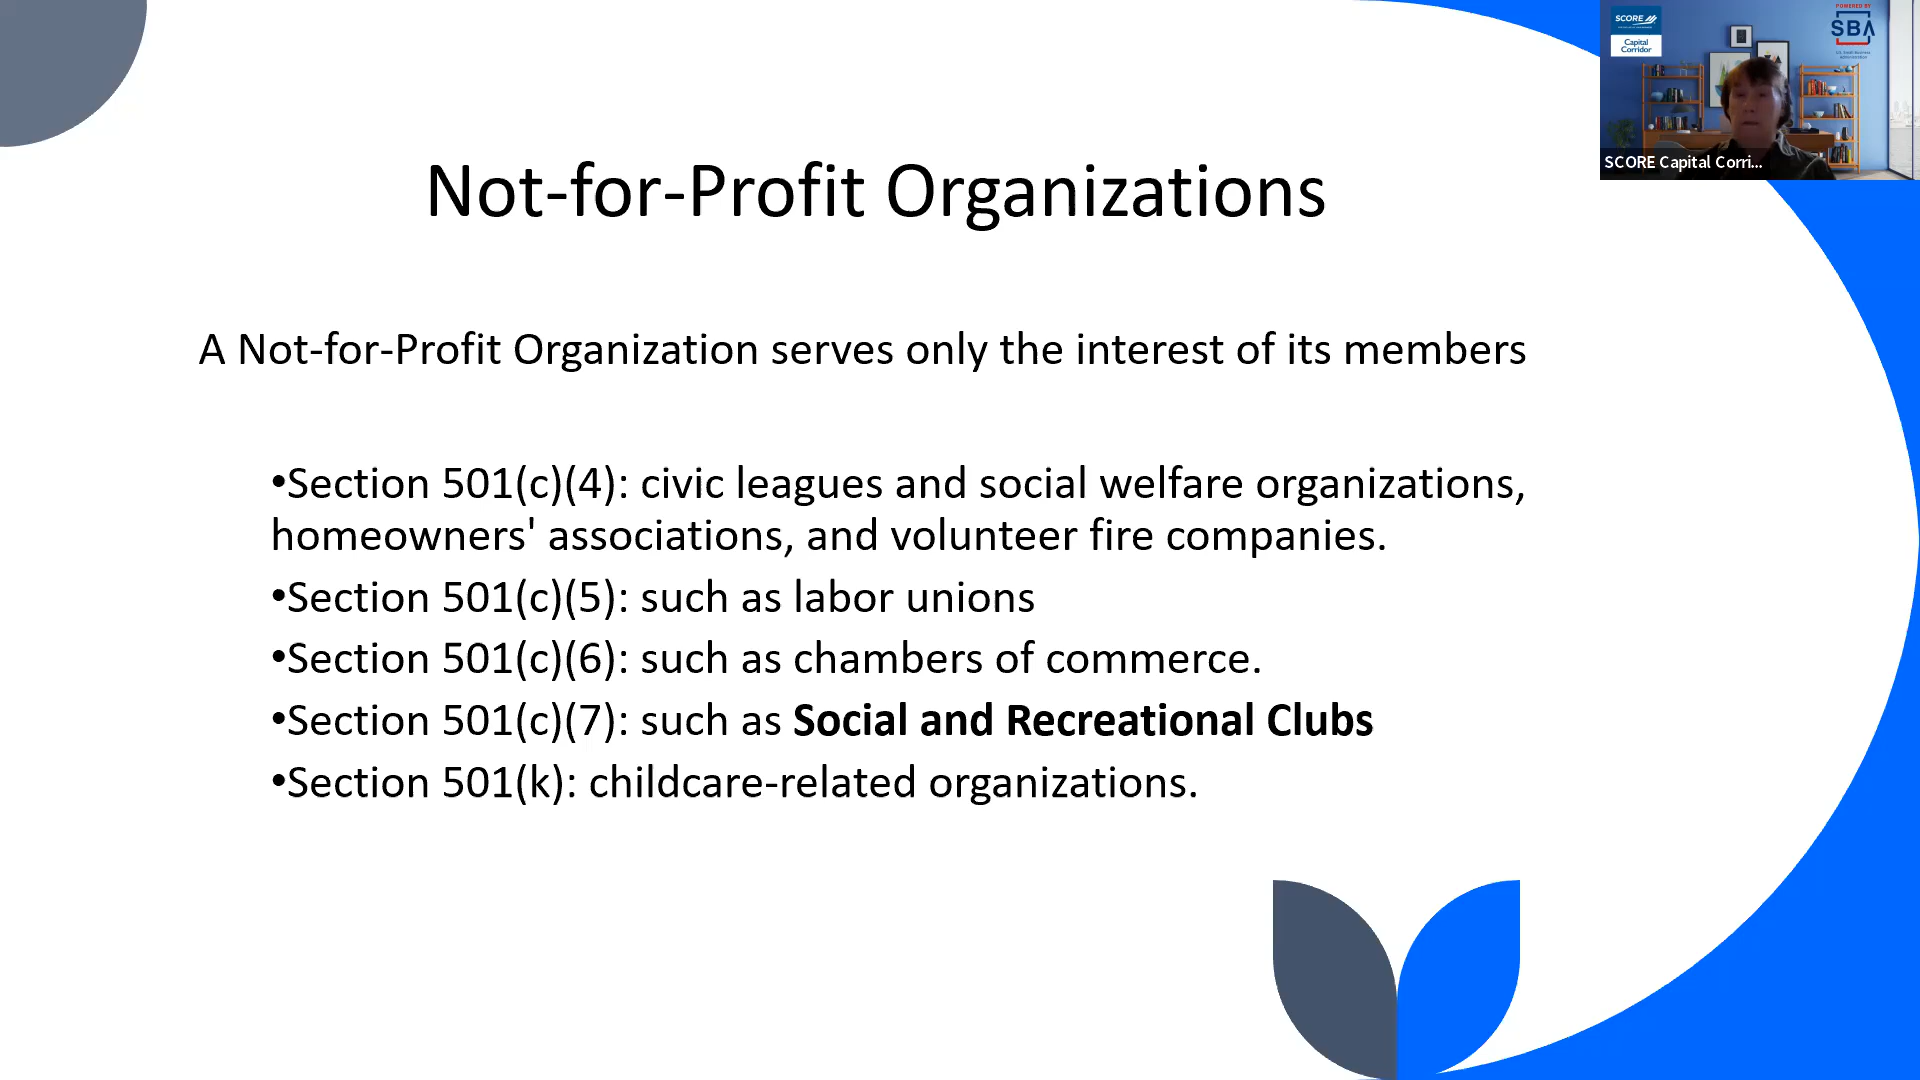 POWERED BY
SCORE
SBA
Capital
Corridor
SCORE Capital Corri...
Not-for-Profit Organizations
A Not-for-Profit Organization serves only the interest of its members
•Section 501(c)(4): civic leagues and social welfare organizations,
homeowners' associations, and volunteer fire companies.
•Section 501(c)(5): such as labor unions
•Section 501(c)(6): such as chambers of commerce.
•Section 501(c)(7): such as Social and Recreational Clubs
•Section 501(k): childcare-related organizations.